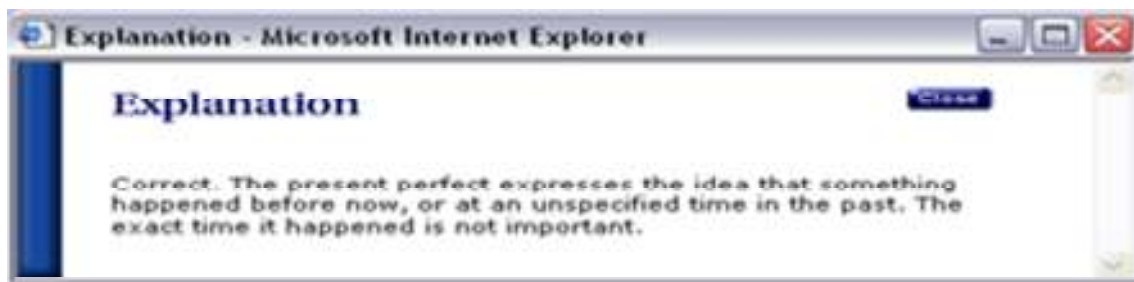 Explanation - Microsoft Internet Explorer
Explanation
Close
Correct. The present perfect expresses the idea that something
happened before now, or at an unspecified time in the past. The
exact time it happened is not important.